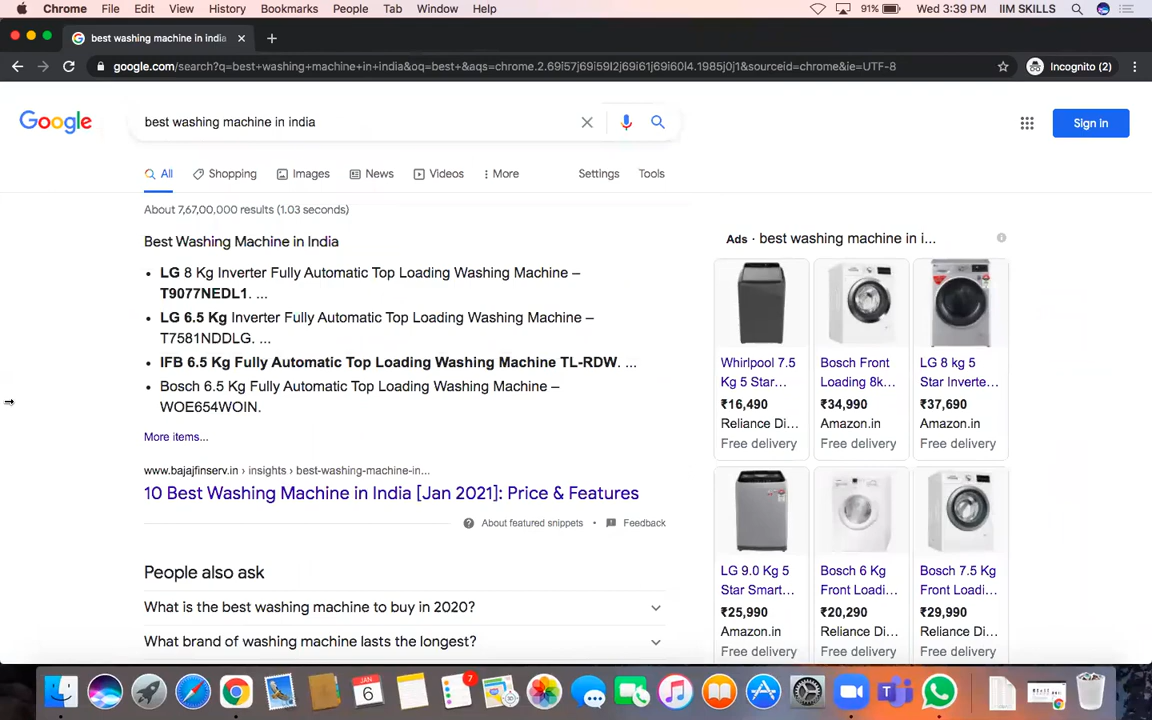 Chrome File Edit View History Bookmarks People Tab Window Help 91% Wed 3:39 PM IIM SKILLS
best washing machine in india
google.com/search?q=best+washing+machine+in+india&oq=best+&aqs=chrome.2.69i57j69i59l2j69i61j69i60l4.1985j0j1&sourceid=chrome&ie=UTF-8 Incognito (2)
Google best washing machine in india Sign in
All Shopping Images News Videos More Settings Tools
About 7,67,00,000 results (1.03 seconds)
Best Washing Machine in India
• LG 8 Kg Inverter Fully Automatic Top Loading Washing Machine –
T9077NEDL1. ...
• LG 6.5 Kg Inverter Fully Automatic Top Loading Washing Machine –
T7581NDDLG. ...
• IFB 6.5 Kg Fully Automatic Top Loading Washing Machine TL-RDW. ...
• Bosch 6.5 Kg Fully Automatic Top Loading Washing Machine –
WOE654WOIN.
More items...
www.bajajfinserv.in › insights › best-washing-machine-in...
10 Best Washing Machine in India [Jan 2021]: Price & Features
About featured snippets • Feedback
People also ask
What is the best washing machine to buy in 2020?
What brand of washing machine lasts the longest?
Ads · best washing machine in i...
Whirlpool 7.5
Kg 5 Star...
₹16,490
Reliance Di...
Free delivery
Bosch Front
Loading 8k...
₹34,990
Amazon.in
Free delivery
LG 8 kg 5
Star Inverte...
₹37,690
Amazon.in
Free delivery
LG 9.0 Kg 5
Star Smart...
₹25,990
Amazon.in
Free delivery
Bosch 6 Kg
Front Loadi...
₹20,290
Reliance Di...
Free delivery
Bosch 7.5 Kg
Front Loadi...
₹29,990
Reliance Di...
Free delivery
JAN
6
7